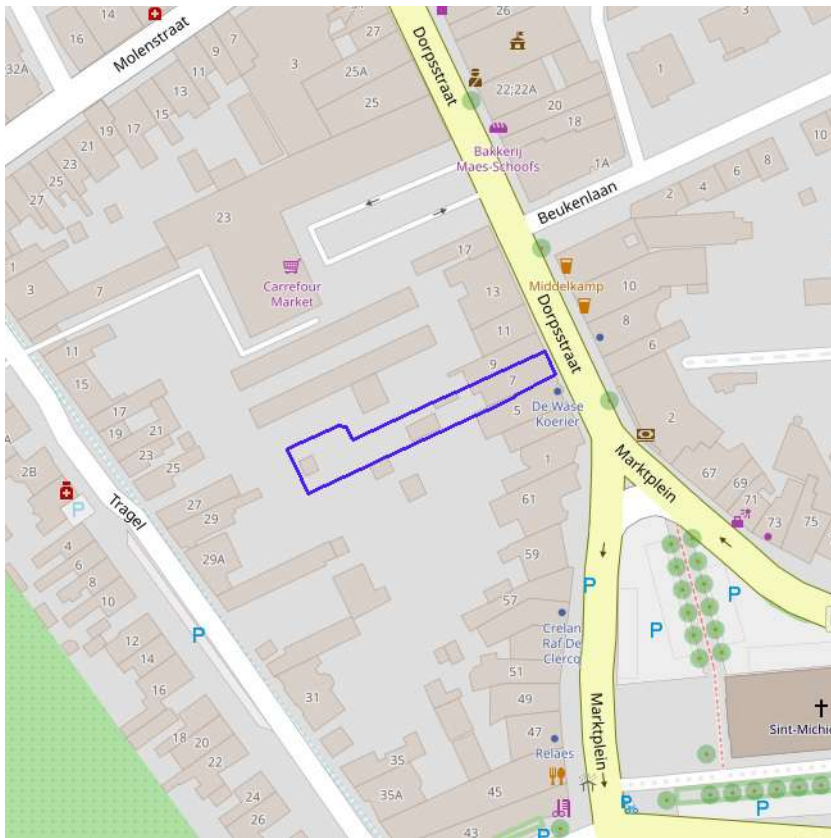 14
16
Molenstraat
7
9
11
13
15
17
19
21
23
25
27
32A
3
27
25A
25
Dorpsstraat
26
22;22A
20
18
Bakkerij
Maes-Schoofs
1A
1
3
10
8
6
4
2
Beukenlaan
23
Carrefour
Market
1
3
7
17
13
11
9
7
5
1
Middelkamp
10
8
6
2
Dorpsstraat
De Wase
Koerier
Marktplein
67
69
71
73
75
11
15
17
19
21
23
25
27
29
29A
2B
P
Tragel
4
6
8
10
12
14
16
18
20
22
24
26
P
31
35
35A
61
59
57
P
Crelan
Raf De
Clercq
51
49
47
Relaes
45
43
Marktplein
P
P
Sint-Michie
P
P
P